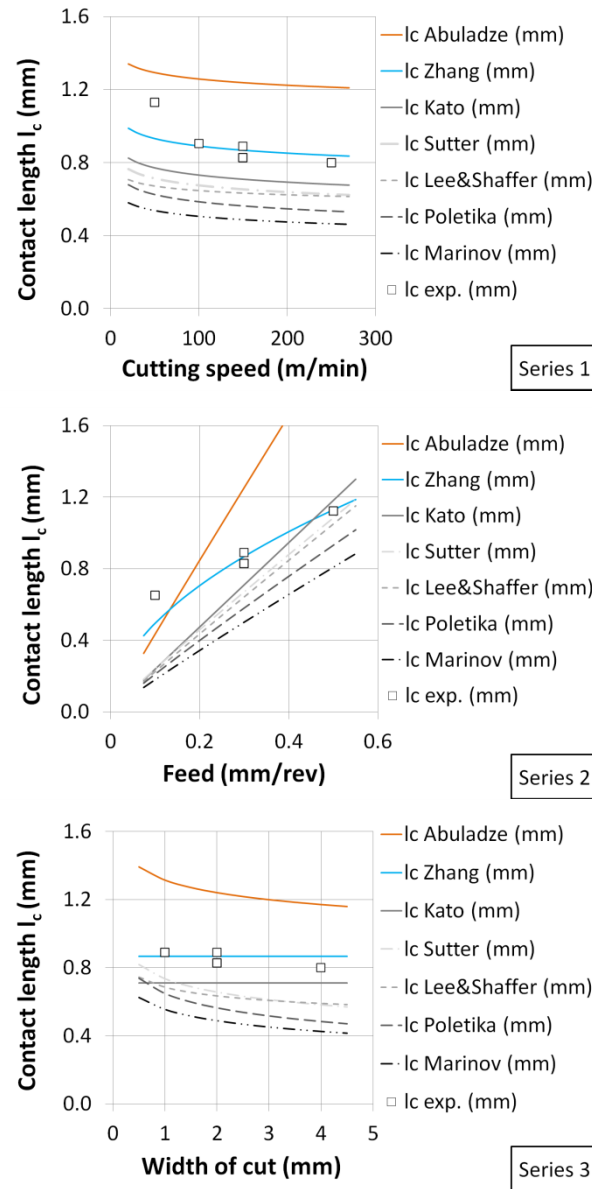 1.6
1.2
0.8
0.4
0.0
Contact length lc (mm)
0 100 200 300
Cutting speed (m/min)
lc Abuladze (mm)
lc Zhang (mm)
lc Kato (mm)
lc Sutter (mm)
lc Lee&Shaffer (mm)
lc Poletika (mm)
lc Marinov (mm)
lc exp. (mm)
Series 1
1.6
1.2
0.8
0.4
0.0
Contact length lc (mm)
0 0.2 0.4 0.6
Feed (mm/rev)
lc Abuladze (mm)
lc Zhang (mm)
lc Kato (mm)
lc Sutter (mm)
lc Lee&Shaffer (mm)
lc Poletika (mm)
lc Marinov (mm)
lc exp. (mm)
Series 2
1.6
1.2
0.8
0.4
0.0
Contact length lc (mm)
0 1 2 3 4 5
Width of cut (mm)
lc Abuladze (mm)
lc Zhang (mm)
lc Kato (mm)
lc Sutter (mm)
lc Lee&Shaffer (mm)
lc Poletika (mm)
lc Marinov (mm)
lc exp. (mm)
Series 3